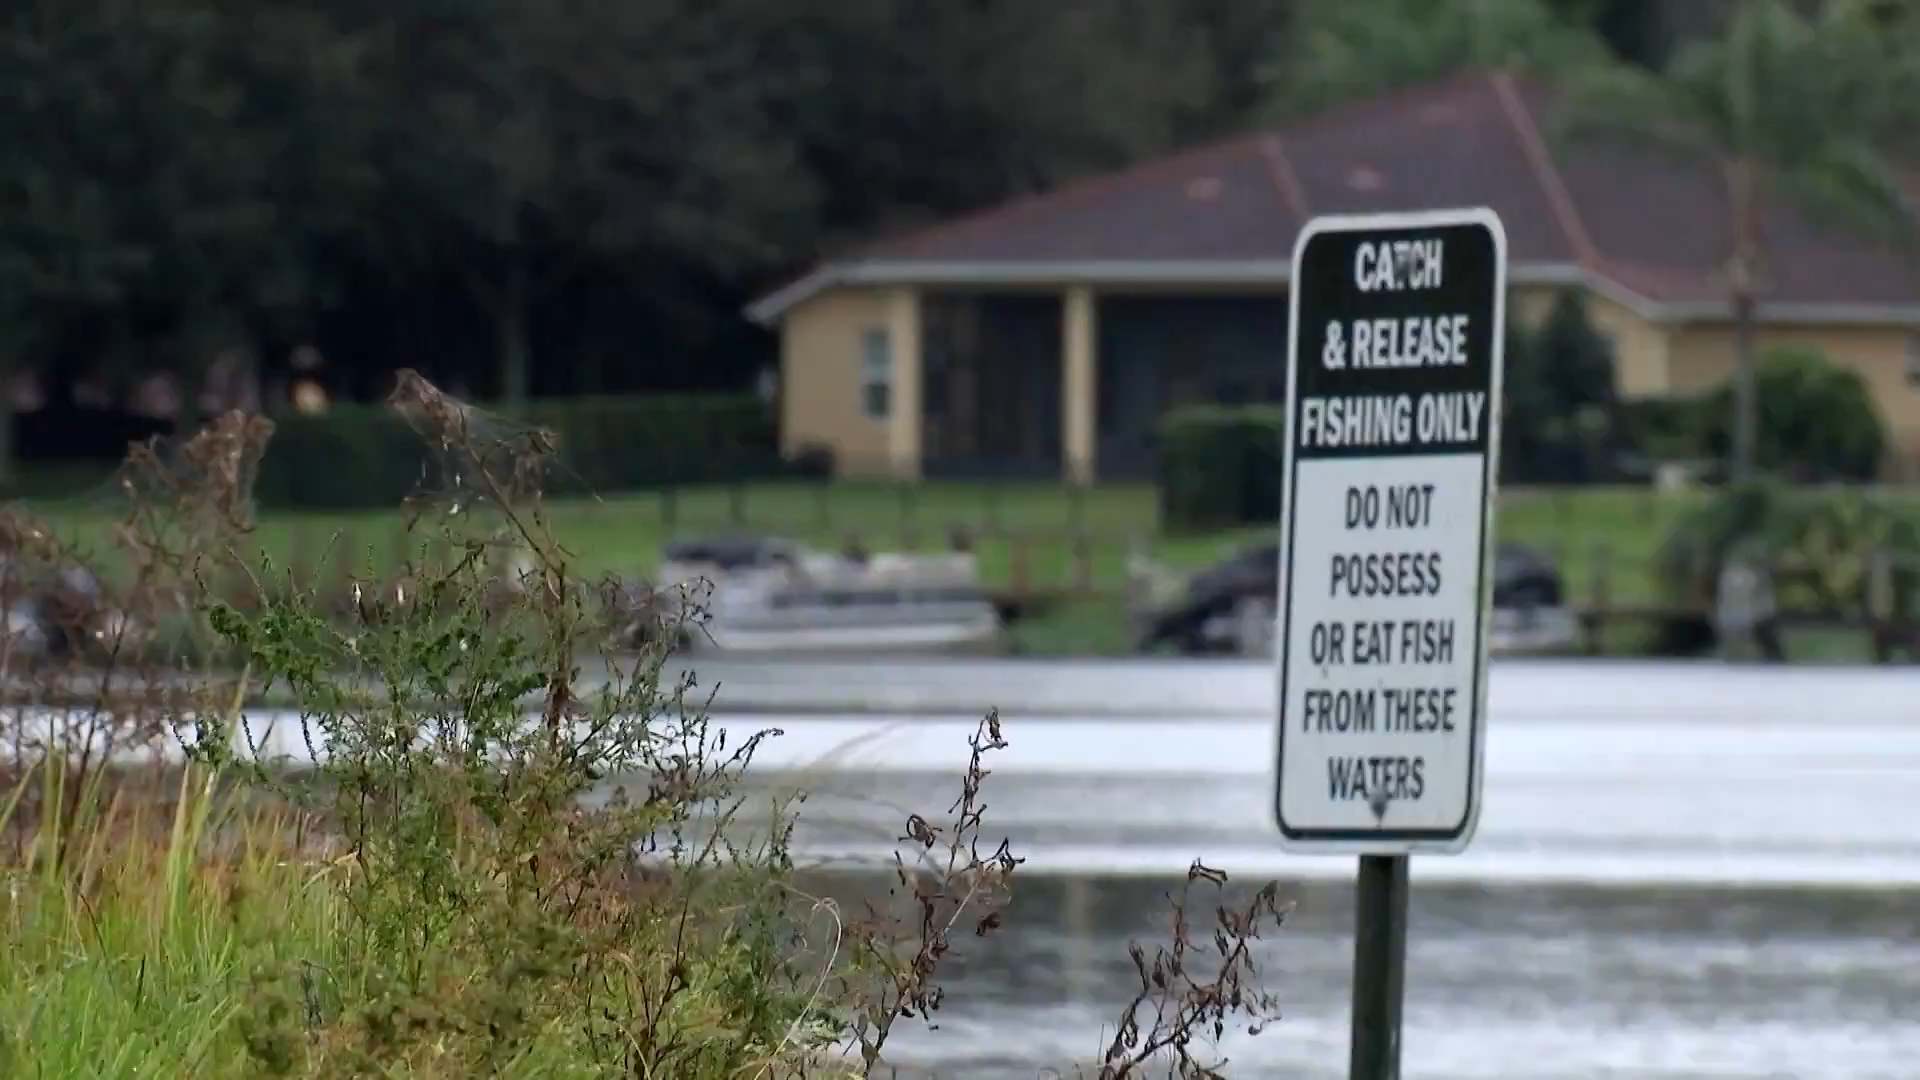 CATCH
& RELEASE
FISHING ONLY
DO NOT
POSSESS
OR EAT FISH
FROM THESE
WATERS